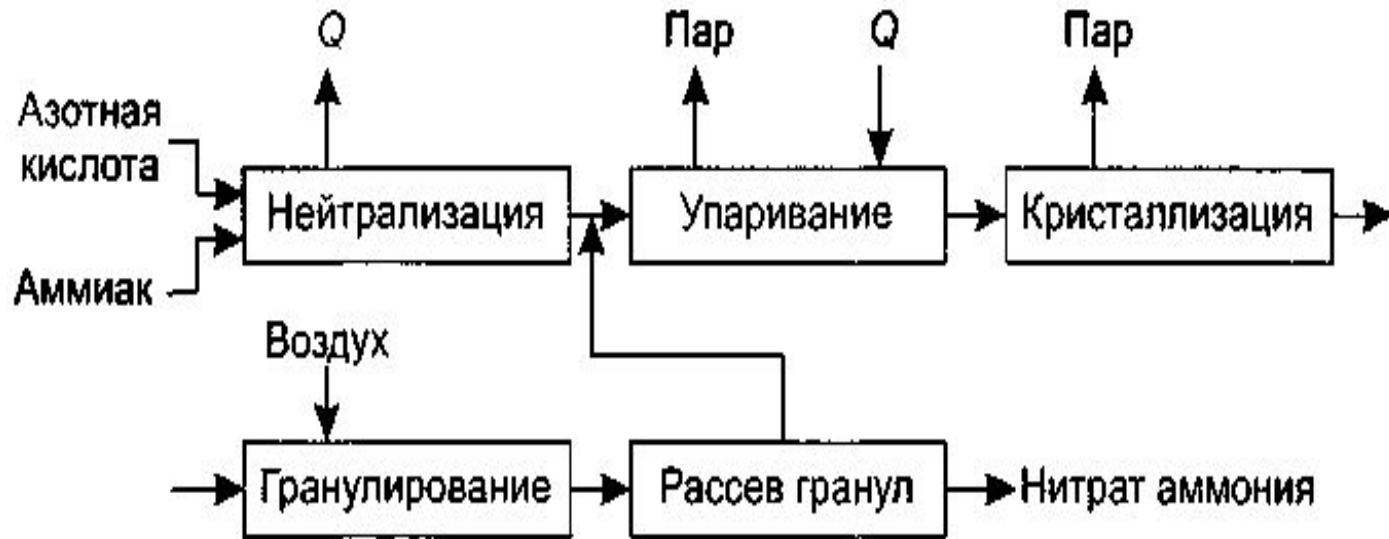 Q
Пар
Q
Пар
Азотная
кислота
Нейтрализация
Упаривание
Кристаллизация
Аммиак
Воздух
Гранулирование
Рассев гранул
Нитрат аммония